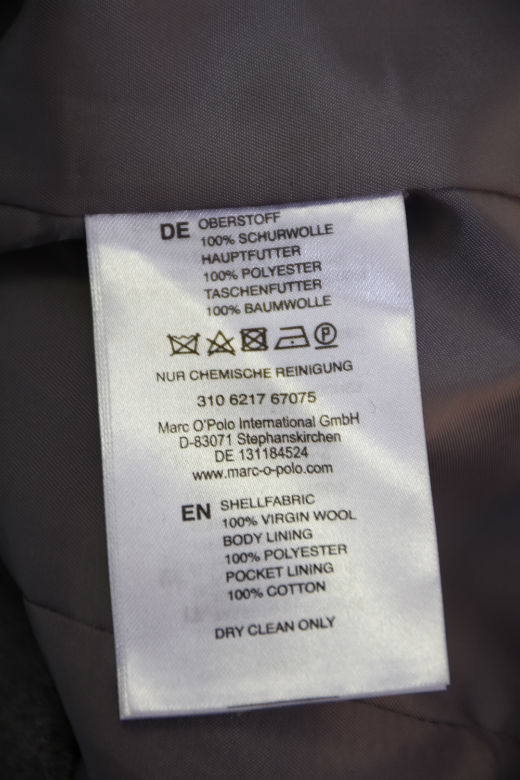 DE OBERSTOFF
100% SCHURWOLLE
HAUPTFUTTER
100% POLYESTER
TASCHENFUTTER
100% BAUMWOLLE
P
NUR CHEMISCHE REINIGUNG
310 6217 67075
Marc O'Polo International GmbH
D-83071 Stephanskirchen
DE 131184524
www.marc-o-polo.com
EN SHELLFABRIC
100% VIRGIN WOOL
BODY LINING
100% POLYESTER
POCKET LINING
100% COTTON
DRY CLEAN ONLY